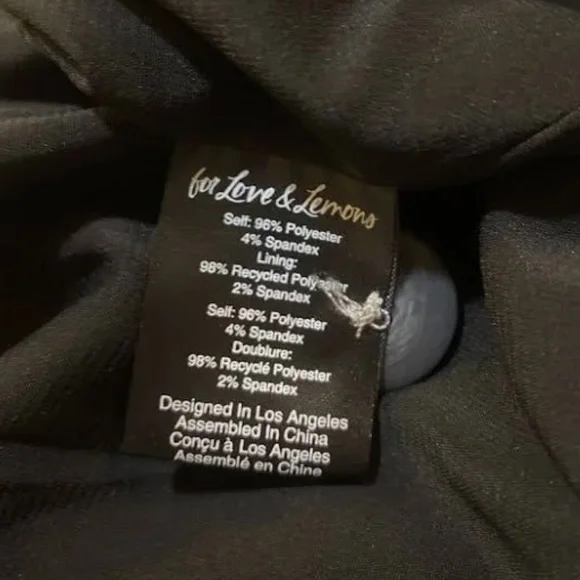 for Love & Lemons
Self: 96% Polyester
4% Spandex
Lining:
98% Recycled Polyester
2% Spandex
Self: 96% Polyester
4% Spandex
Doublure:
98% Recyclé Polyester
2% Spandex
Designed In Los Angeles
Assembled In China
Conçu à Los Angeles
Assemblé en Chine